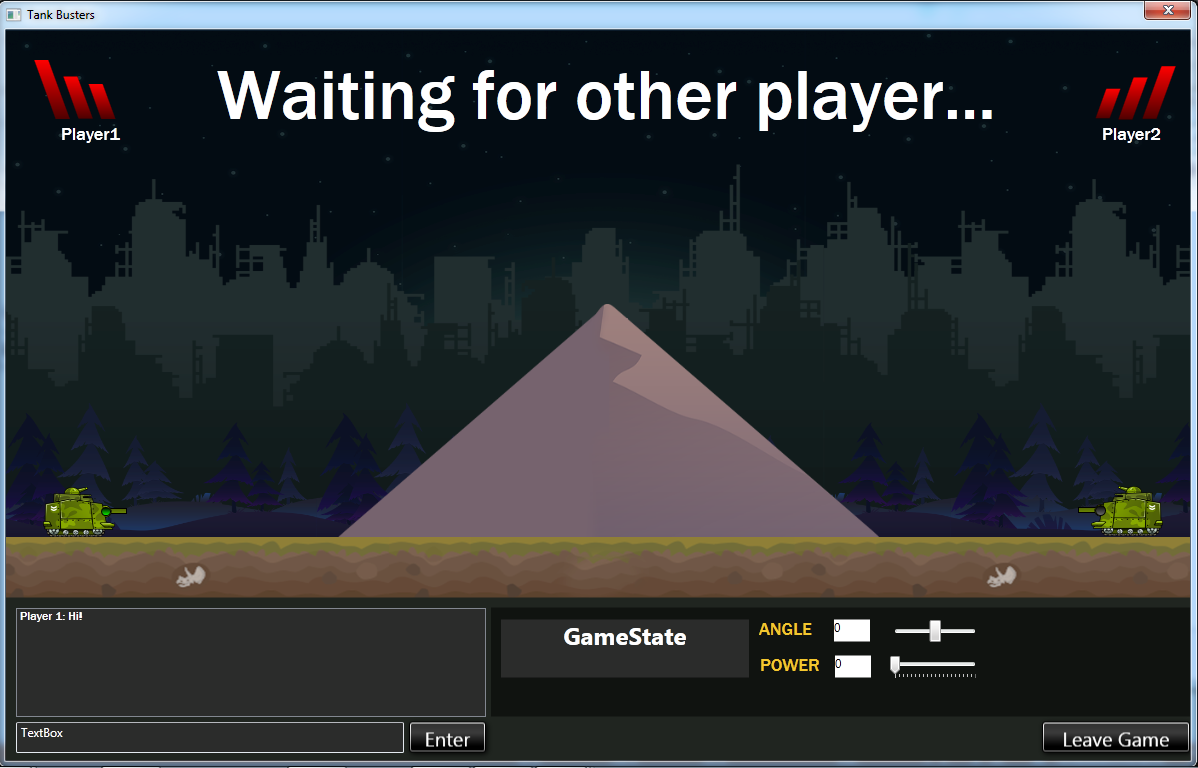 Tank Busters
Waiting for other player...
Player1
Player2
Player 1: Hi!
GameState
ANGLE 0
POWER 0
TextBox
Enter
Leave Game